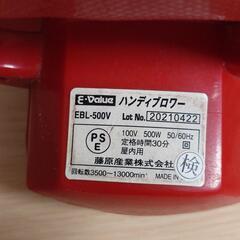 E-Value ハンディブロワー
EBL-500V Lot No. 20210422
PS
E
100V 500W 50/60Hz
定格時間30分
屋内用
藤原産業株式会社
検
回転数3500〜13000min⁻¹ MADE IN